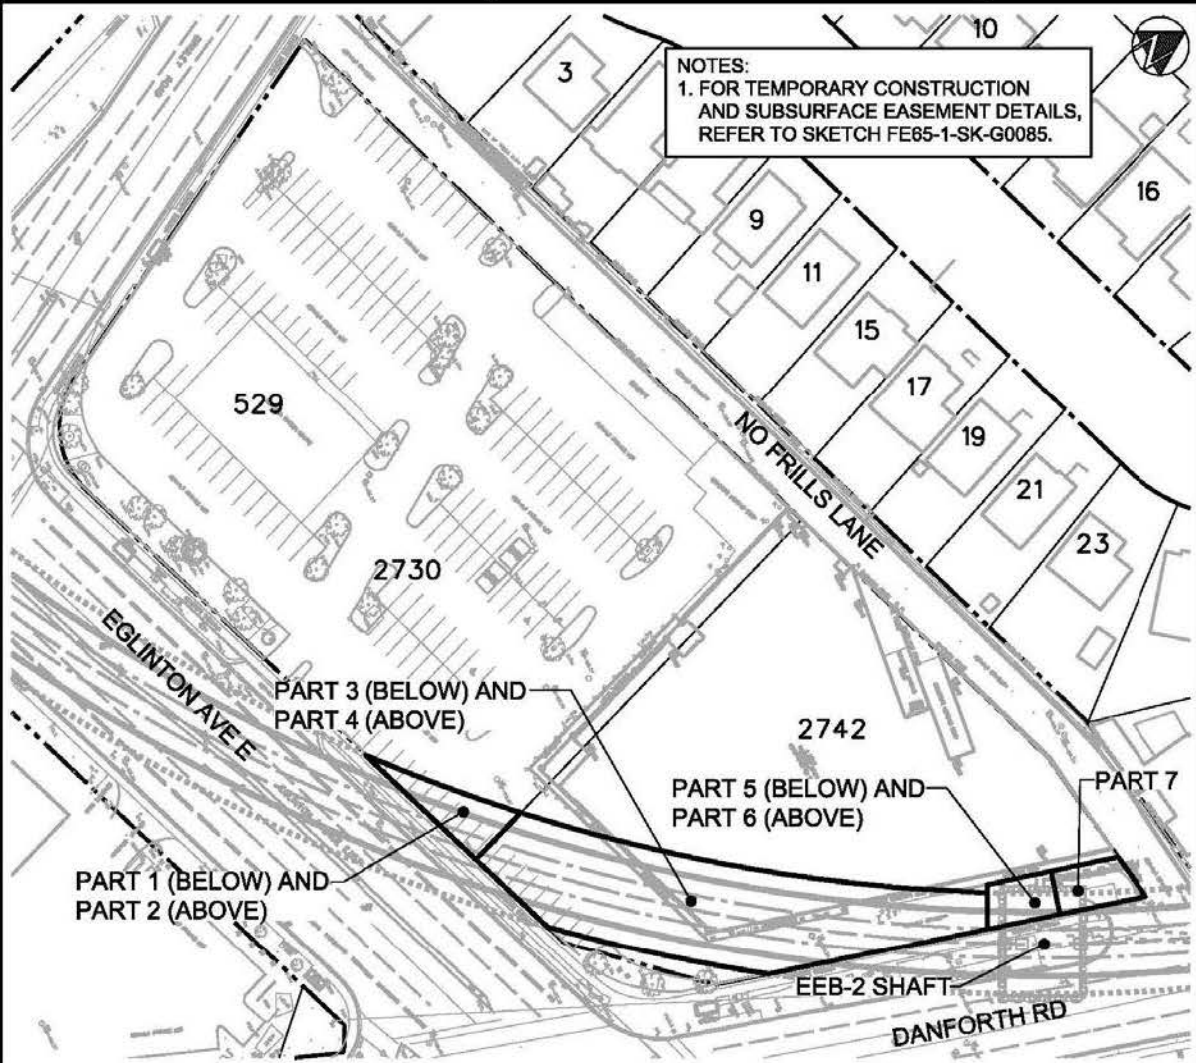 10
3
NOTES:
1. FOR TEMPORARY CONSTRUCTION
AND SUBSURFACE EASEMENT DETAILS,
REFER TO SKETCH FE65-1-SK-G0085.
16
9
11
15
529
17
NO FRILLS LANE
19
21
23
2730
EGLINTON AVE E
PART 3 (BELOW) AND
PART 4 (ABOVE)
2742
PART 5 (BELOW) AND
PART 6 (ABOVE)
PART 7
PART 1 (BELOW) AND
PART 2 (ABOVE)
EEB-2 SHAFT
DANFORTH RD